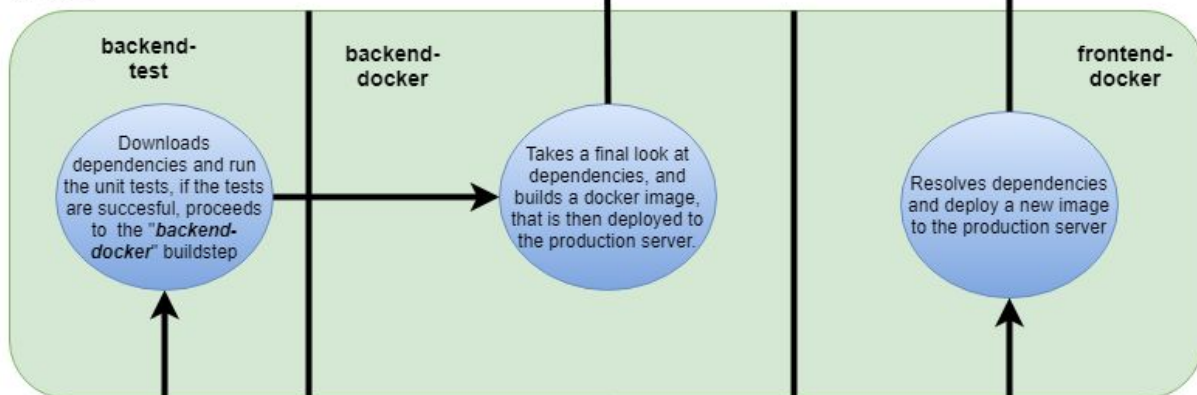 backend-
test
Downloads
dependencies and run
the unit tests, if the tests
are succesful, proceeds
to the "backend-
docker" buildstep
backend-
docker
Takes a final look at
dependencies, and
builds a docker image,
that is then deployed to
the production server.
frontend-
docker
Resolves dependencies
and deploy a new image
to the production server